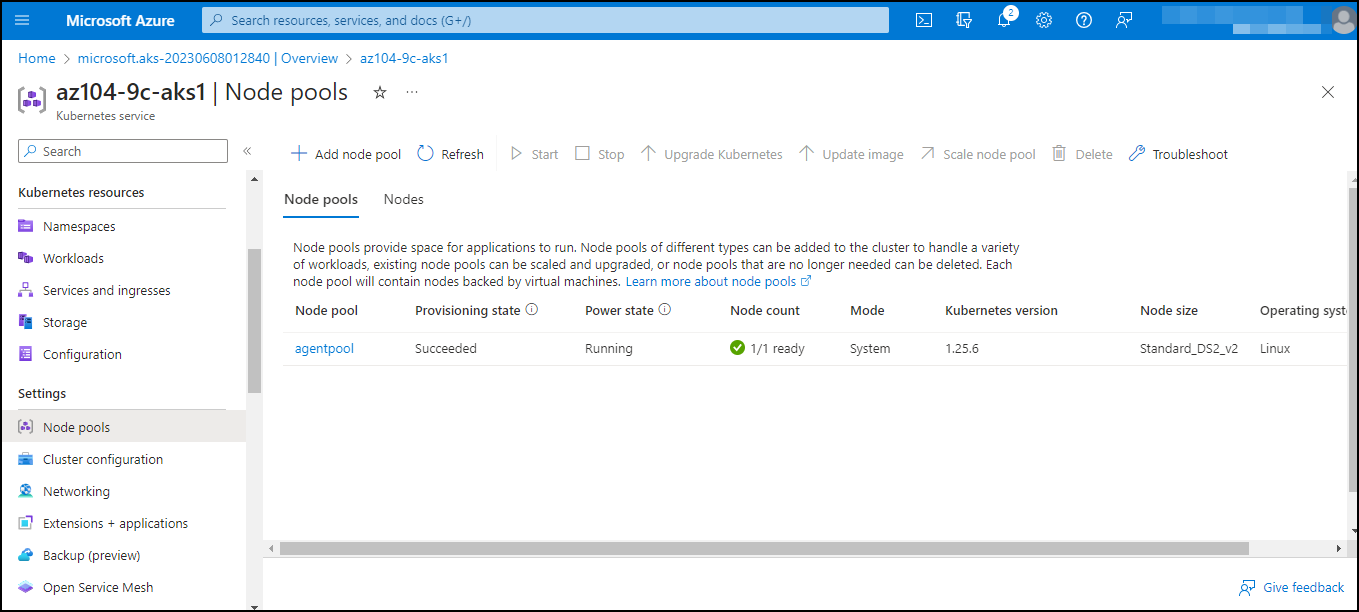 Microsoft Azure
Search resources, services, and docs (G+/)
2
Home > microsoft.aks-20230608012840 | Overview > az104-9c-aks1
az104-9c-aks1 | Node pools
Kubernetes service
Search
Add node pool Refresh Start Stop Upgrade Kubernetes Update image Scale node pool Delete Troubleshoot
Kubernetes resources
Namespaces
Workloads
Services and ingresses
Storage
Configuration
Settings
Node pools
Cluster configuration
Networking
Extensions + applications
Backup (preview)
Open Service Mesh
Node pools Nodes
Node pools provide space for applications to run. Node pools of different types can be added to the cluster to handle a variety
of workloads, existing node pools can be scaled and upgraded, or node pools that are no longer needed can be deleted. Each
node pool will contain nodes backed by virtual machines. Learn more about node pools
Node pool Provisioning state Power state Node count Mode Kubernetes version Node size Operating syst
agentpool Succeeded Running 1/1 ready System 1.25.6 Standard_DS2_v2 Linux
Give feedback